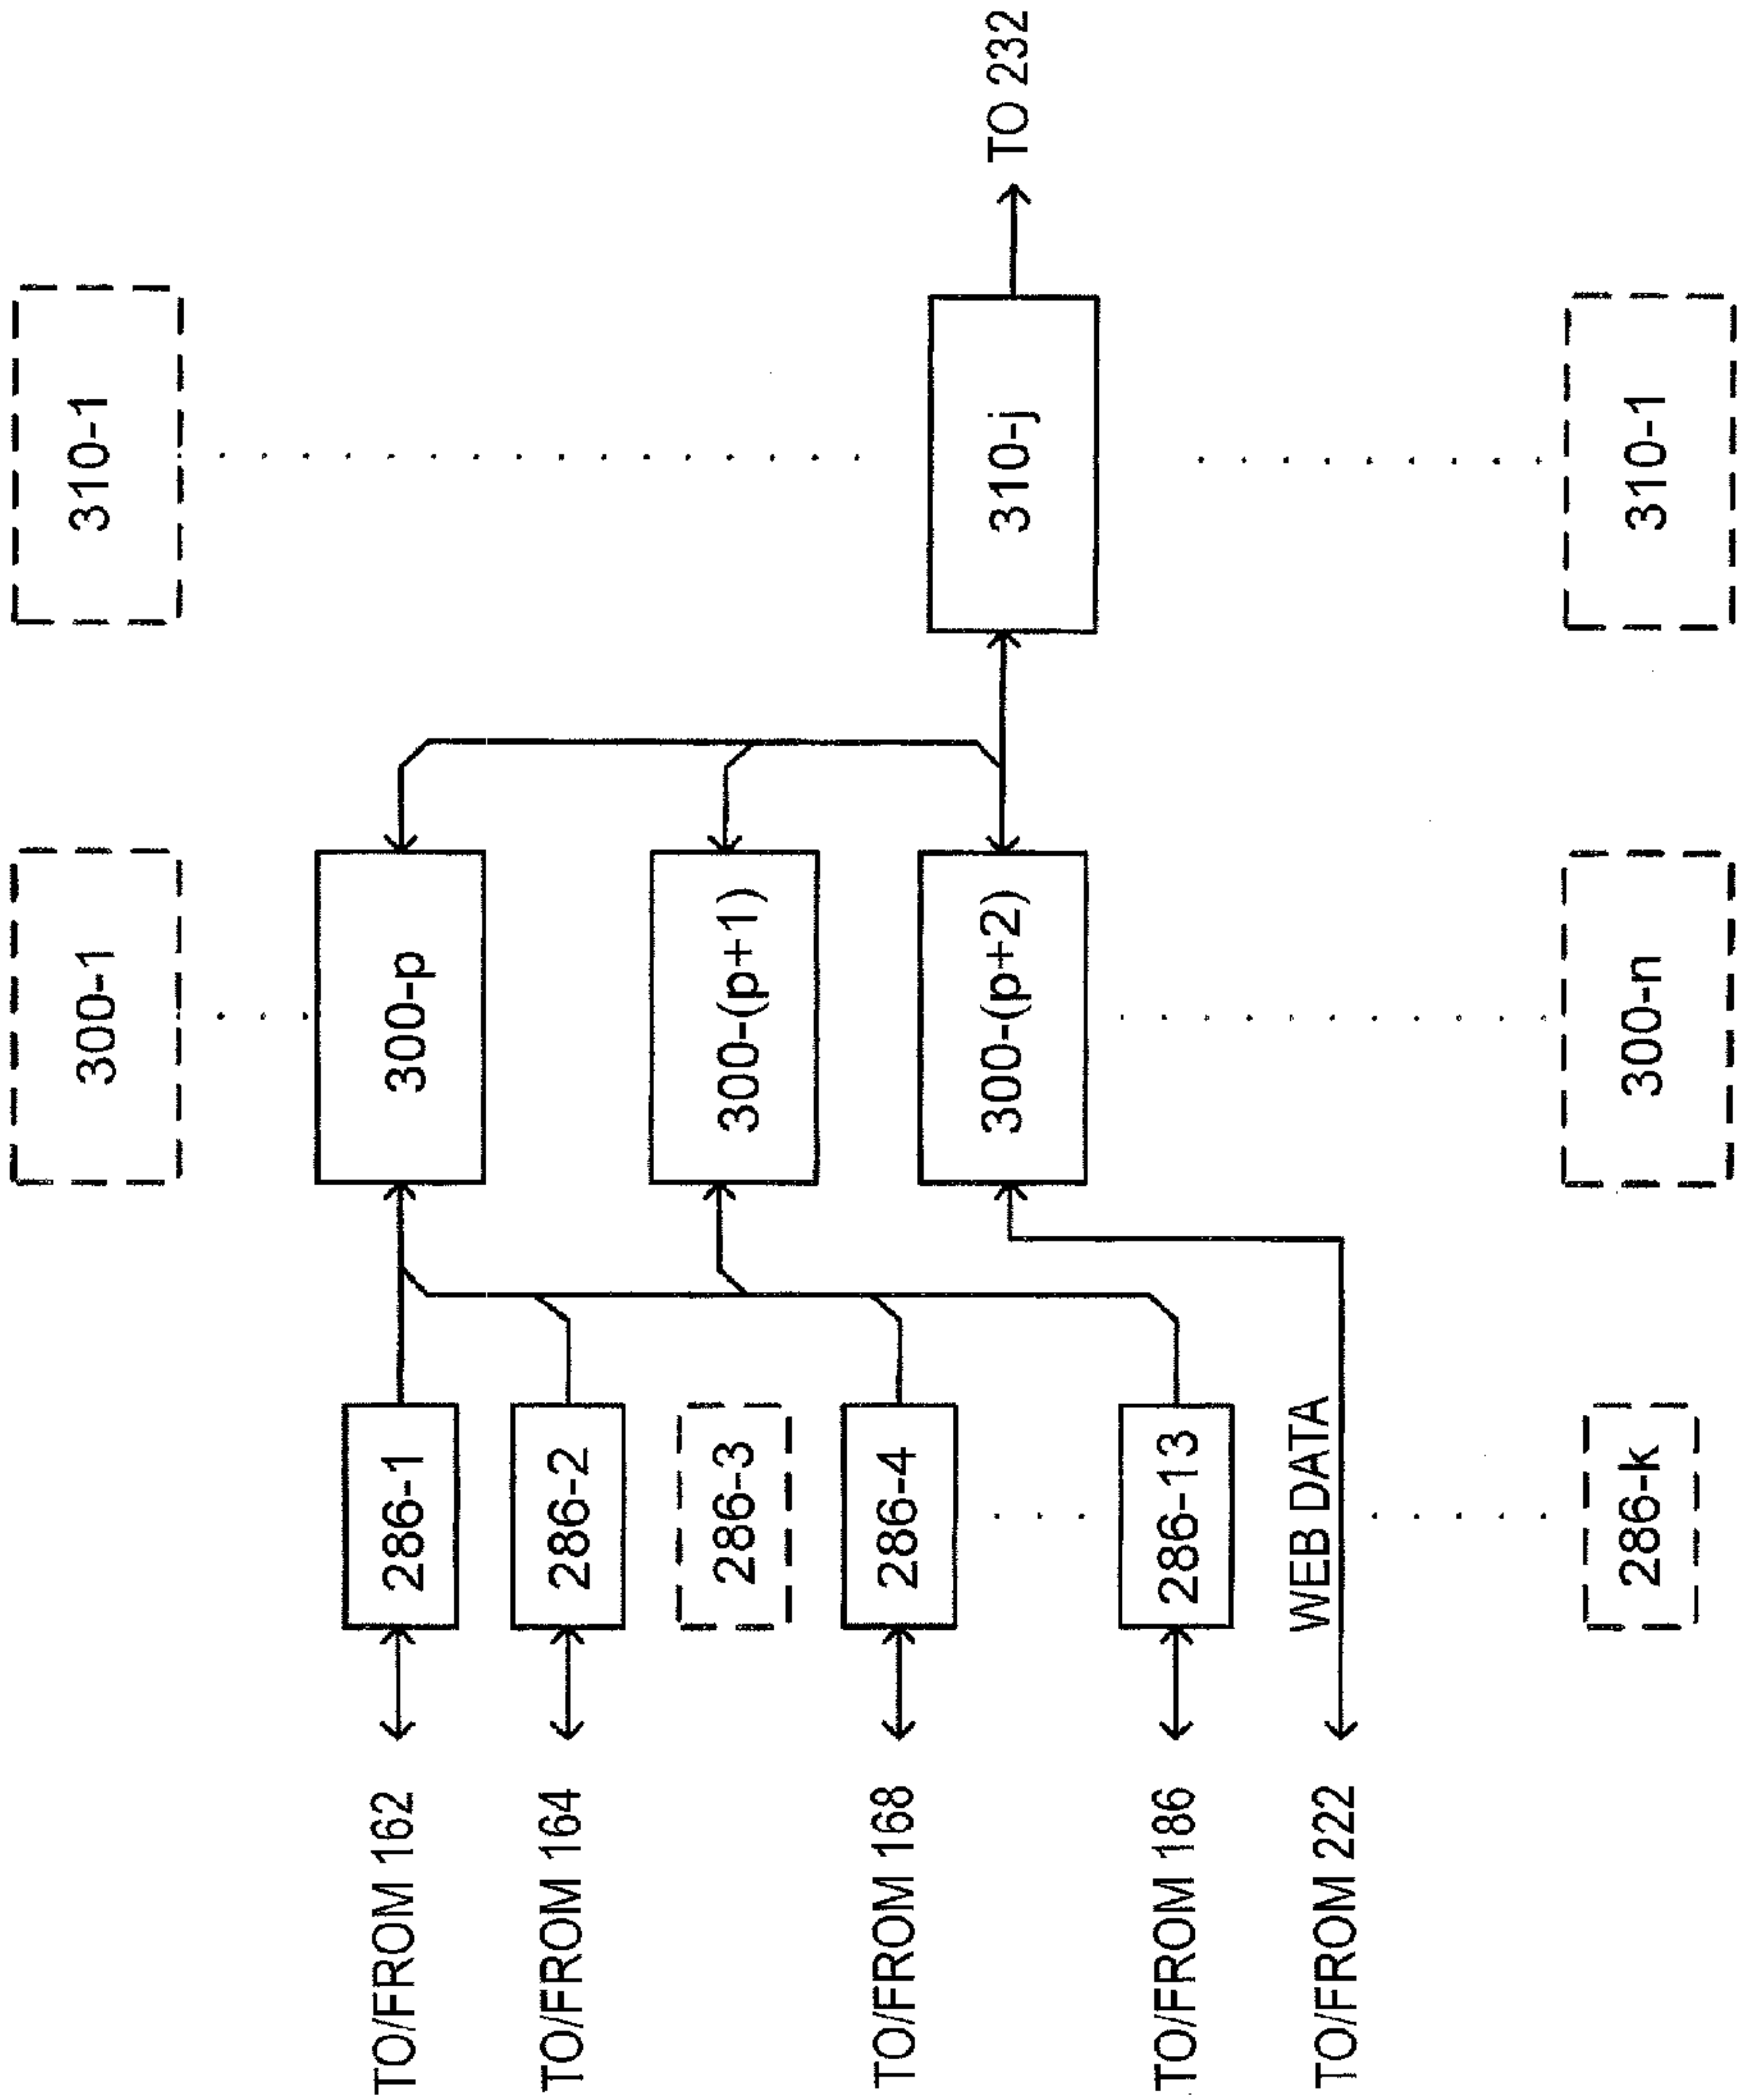 310-1
300-1
TO 232
310-j
300-p
300-(p+1)
300-(p+2)
310-1
300-n
286-1
286-2
286-3
286-4
286-13
WEB DATA
286-k
TO/FROM 162
TO/FROM 164
TO/FROM 168
TO/FROM 186
TO/FROM 222